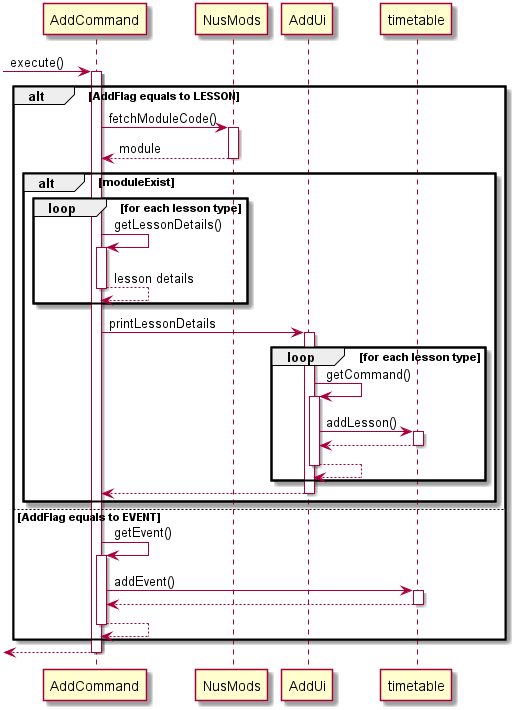 AddCommand NusMods AddUi timetable
execute()
alt [AddFlag equals to LESSON]
fetchModuleCode()
module
alt [moduleExist]
loop [for each lesson type]
getLessonDetails()
lesson details
printLessonDetails
loop [for each lesson type]
getCommand()
addLesson()
[AddFlag equals to EVENT]
getEvent()
addEvent()
AddCommand NusMods AddUi timetable